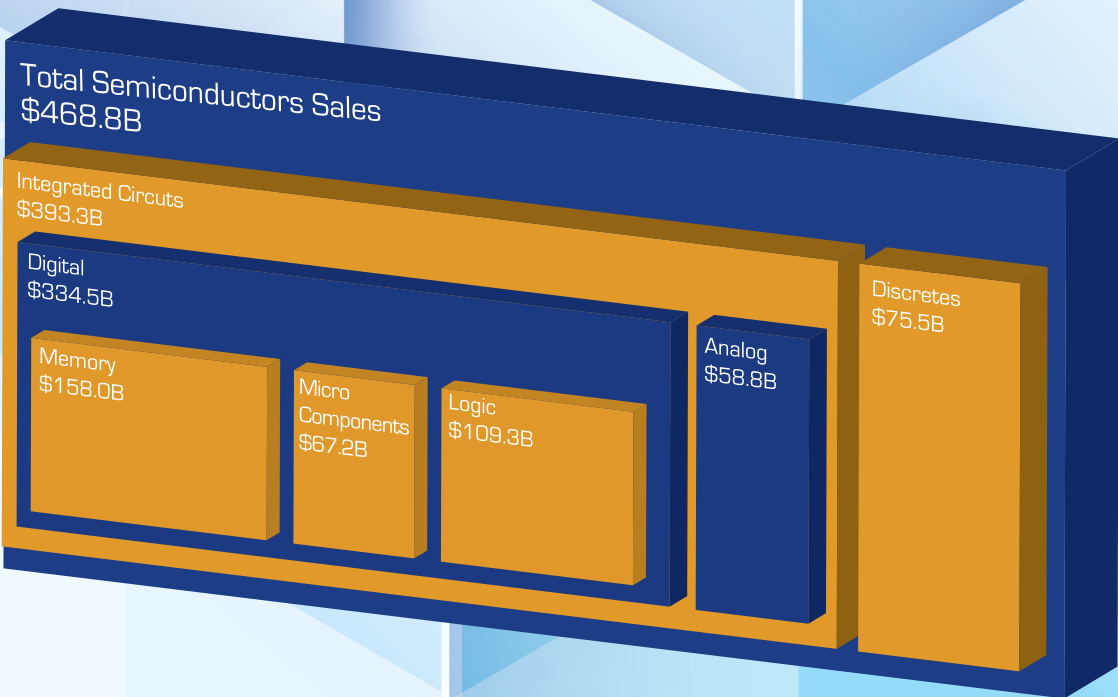 Total Semiconductors Sales
$468.8B
Integrated Circuts
$393.3B
Digital
$334.5B
Memory
$158.0B
Micro
Components
$67.2B
Logic
$109.3B
Analog
$58.8B
Discretes
$75.5B